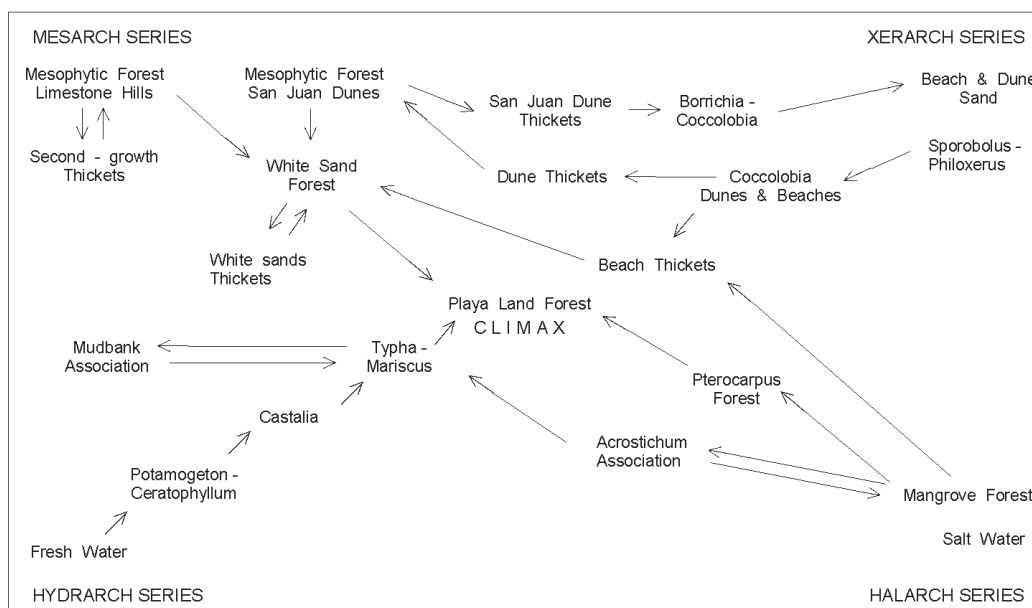 MESARCH SERIES
XERARCH SERIES
Mesophytic Forest
Limestone Hills
Mesophytic Forest
San Juan Dunes
San Juan Dune
Thickets
Borrichia -
Coccolobia
Beach & Dune
Sand
Second - growth
Thickets
White Sand
Forest
Dune Thickets
Coccolobia
Dunes & Beaches
Sporobolus -
Philoxerus
White sands
Thickets
Beach Thickets
Playa Land Forest
CLIMAX
Mudbank
Association
Typha -
Mariscus
Pterocarpus
Forest
Castalia
Acrostichum
Association
Potamogeton -
Ceratophyllum
Mangrove Forest
Fresh Water
Salt Water
HYDRARCH SERIES
HALARCH SERIES